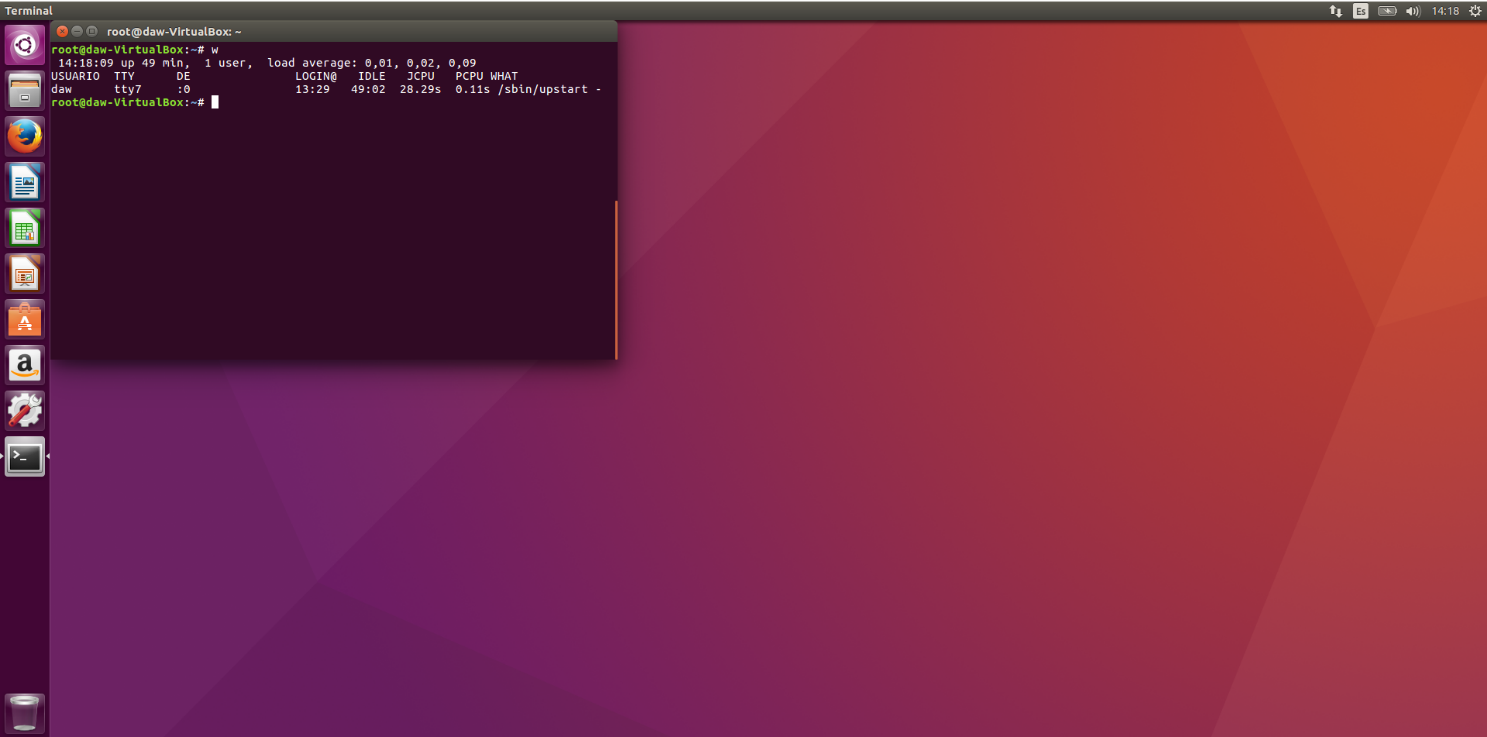 Terminal
Es
14:18
root@daw-VirtualBox: ~
root@daw-VirtualBox:~# w
 14:18:09 up 49 min,  1 user,  load average: 0,01, 0,02, 0,09
USUARIO  TTY      DE               LOGIN@   IDLE   JCPU   PCPU WHAT
daw      tty7     :0               13:29   49:02  28.29s  0.11s /sbin/upstart -
root@daw-VirtualBox:~#